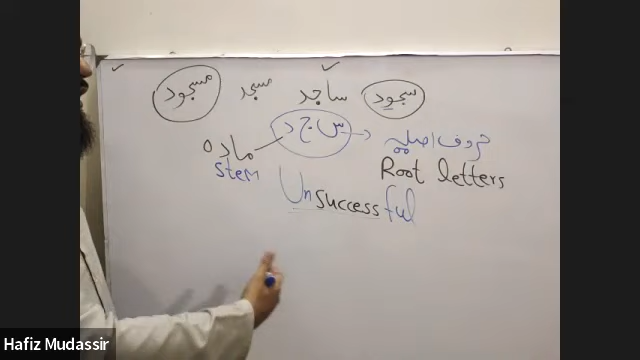 سجود ساجد مسجد مسجود
س ج د
حروف اصلیہ
مادہ
Root letters
Stem
Unsuccessful
Hafiz Mudassir